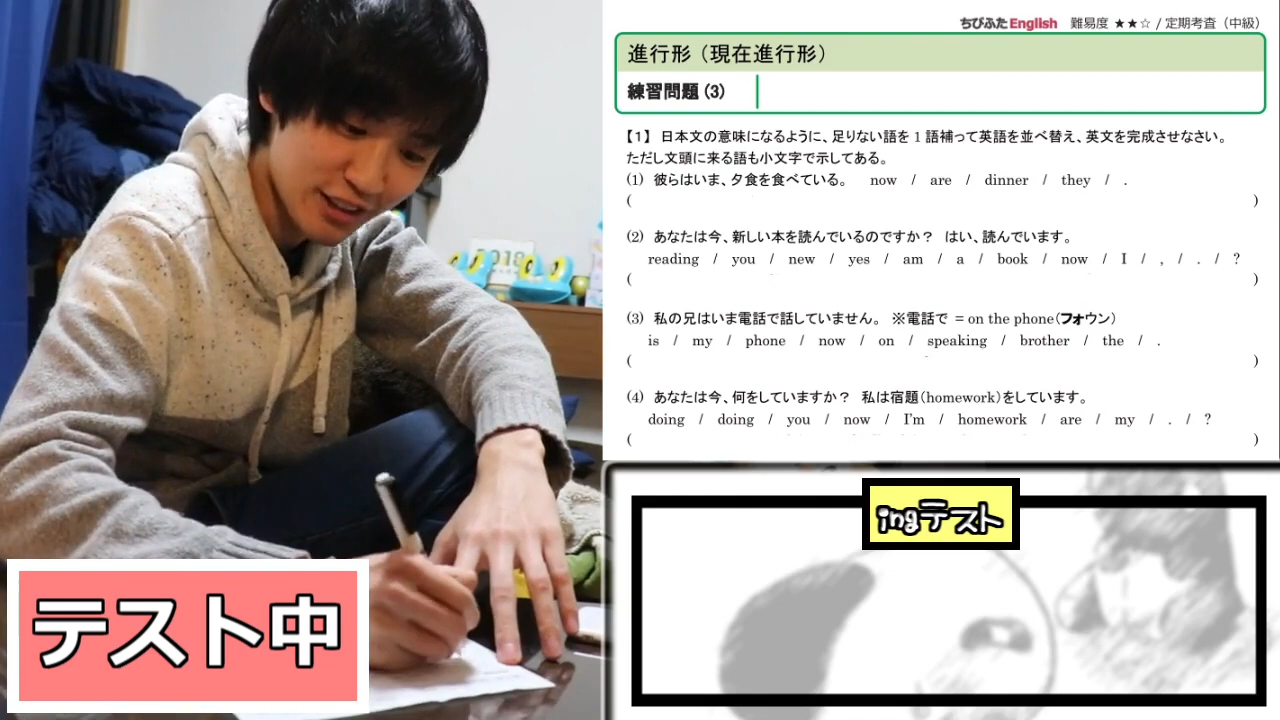 ちびふたEnglish 難易度 ★★☆ / 定期考査（中級）
進行形（現在進行形）
練習問題 (3)
【１】 日本文の意味になるように、足りない語を 1 語補って英語を並べ替え、英文を完成させなさい。
ただし文頭に来る語も小文字で示してある。
(1) 彼らはいま、夕食を食べている。 now / are / dinner / they / .
( )
(2) あなたは今、新しい本を読んでいるのですか？ はい、読んでいます。
reading / you / new / yes / am / a / book / now / I / , / . / ?
( )
(3) 私の兄はいま電話で話していません。 ※電話で ＝on the phone（フォウン）
is / my / phone / now / on / speaking / brother / the / .
( )
(4) あなたは今、何をしていますか？ 私は宿題（homework）をしています。
doing / doing / you / now / I'm / homework / are / my / . / ?
( )
2018
ingテスト
テスト中